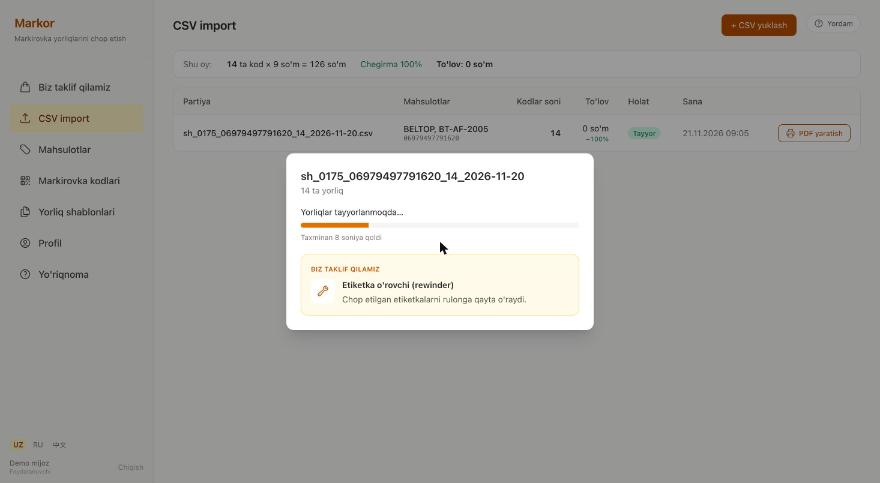 Markor
Markirovka yorliqlarini chop etish
Biz taklif qilamiz
CSV import
Mahsulotlar
Markirovka kodlari
Yorliq shablonlari
Profil
Yo'riqnoma
UZ RU 中文
Demo mijoz
Foydalanuvchi
Chiqish
CSV import
+ CSV yuklash
Yordam
Shu oy: 14 ta kod × 9 so'm = 126 so'm Chegirma 100% To'lov: 0 so'm
Partiya Mahsulotlar Kodlar soni To'lov Holat Sana
sh_0175_06979497791620_14_2026-11-20.csv BELTOP, BT-AF-2005 14 0 so'm Tayyor 21.11.2026 09:05 PDF yaratish
06979497791620 −100%
sh_0175_06979497791620_14_2026-11-20
14 ta yorliq
Yorliqlar tayyorlanmoqda...
Taxminan 8 soniya qoldi
BIZ TAKLIF QILAMIZ
Etiketka o'rovchi (rewinder)
Chop etilgan etiketkalarni rulonga qayta o'raydi.